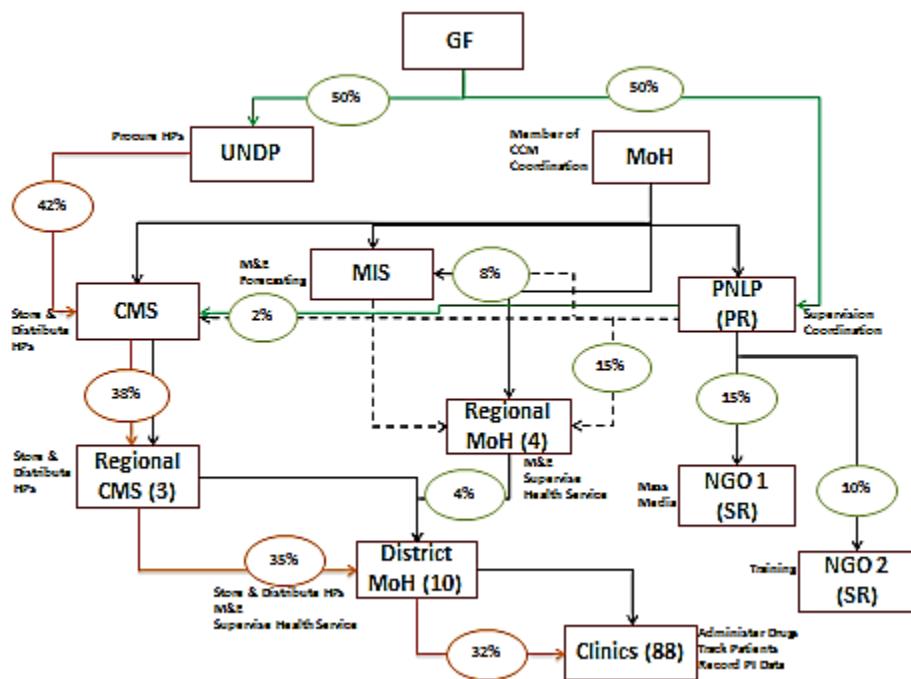 GF
50%
50%
Procure HPs
UNDP
Member of
CCM
Coordination
MoH
42%
M&E
Forecasting
MIS
8%
PNLP
(PR)
Supervision
Coordination
Store &
Distribute
HPs
CMS
2%
38%
15%
15%
Regional
MoH (4)
M&E
Supervise
Health Service
Store &
Distribute
HPs
Regional
CMS (3)
4%
Mass
Media
NGO 1
(SR)
10%
35%
District
MoH (10)
Store & Distribute HPs
M&E
Supervise Health Service
Training
NGO 2
(SR)
32%
Clinics (88)
Administer Drugs
Track Patients
Record PI Data